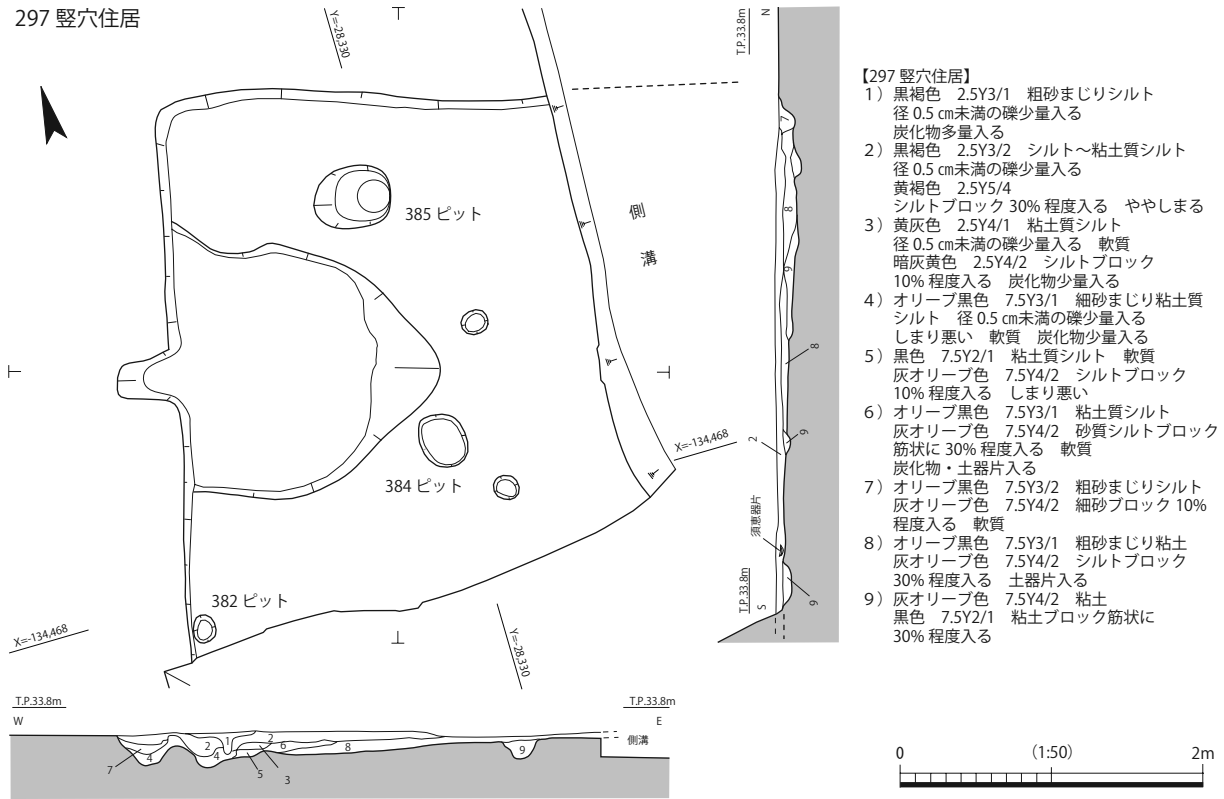 297 竪穴住居
Y=-28,330
385 ピット
側溝
384 ピット
382 ピット
X=-134,468
X=-134,468
Y=-28,330
T.P.33.8m
N
7
8
9
8
2
9
須恵器片
T.P.33.8m
S
9
T.P.33.8m
W
T.P.33.8m
E
側溝
7
4
2
4
1
2
6
5
3
8
9
【297 竪穴住居】
1）黒褐色 2.5Y3/1 粗砂まじりシルト
径 0.5 ㎝未満の礫少量入る
炭化物多量入る
2）黒褐色 2.5Y3/2 シルト～粘土質シルト
径 0.5 ㎝未満の礫少量入る
黄褐色 2.5Y5/4
シルトブロック 30% 程度入る ややしまる
3）黄灰色 2.5Y4/1 粘土質シルト
径 0.5 ㎝未満の礫少量入る 軟質
暗灰黄色 2.5Y4/2 シルトブロック
10% 程度入る 炭化物少量入る
4）オリーブ黒色 7.5Y3/1 細砂まじり粘土質
シルト 径 0.5 ㎝未満の礫少量入る
しまり悪い 軟質 炭化物少量入る
5）黒色 7.5Y2/1 粘土質シルト 軟質
灰オリーブ色 7.5Y4/2 シルトブロック
10% 程度入る しまり悪い
6）オリーブ黒色 7.5Y3/1 粘土質シルト
灰オリーブ色 7.5Y4/2 砂質シルトブロック
筋状に 30% 程度入る 軟質
炭化物・土器片入る
7）オリーブ黒色 7.5Y3/2 粗砂まじりシルト
灰オリーブ色 7.5Y4/2 細砂ブロック 10%
程度入る 軟質
8）オリーブ黒色 7.5Y3/1 粗砂まじり粘土
灰オリーブ色 7.5Y4/2 シルトブロック
30% 程度入る 土器片入る
9）灰オリーブ色 7.5Y4/2 粘土
黒色 7.5Y2/1 粘土ブロック筋状に
30% 程度入る
0 (1:50) 2m